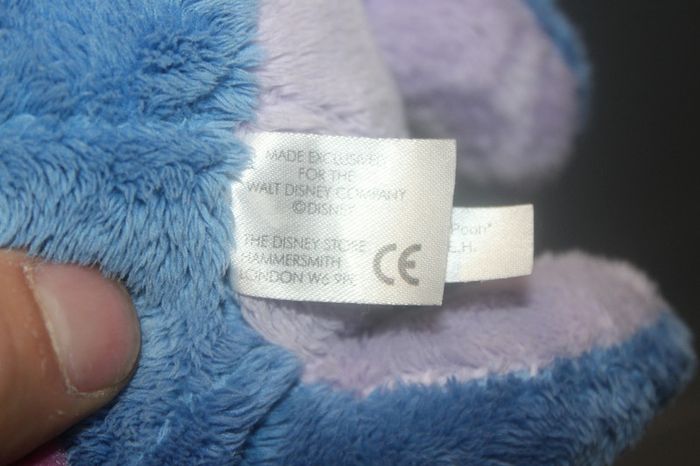 MADE EXCLUSIVELY
FOR THE
WALT DISNEY COMPANY
©DISNEY
THE DISNEY STORE
HAMMERSMITH
LONDON W6 9PE
CE
Pooh"
E.H.